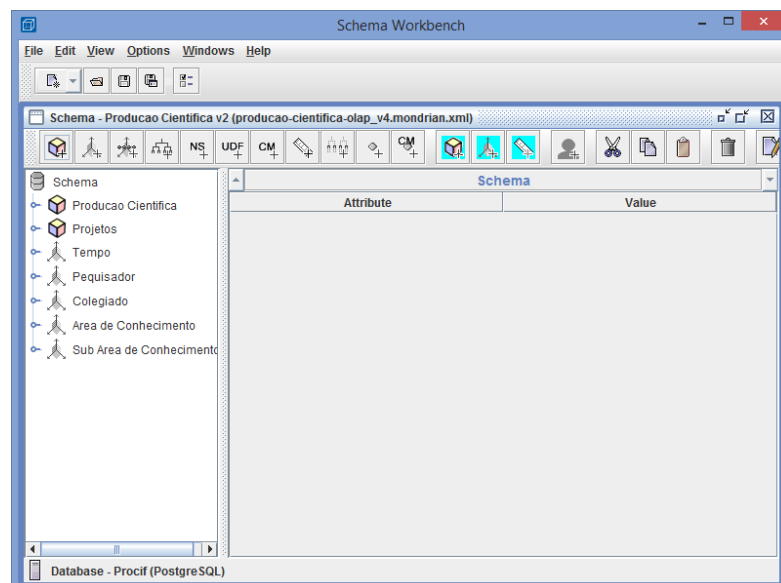 Schema Workbench
File Edit View Options Windows Help
Schema - Producao Cientifica v2 (producao-cientifica-olap_v4.mondrian.xml)
NS UDF CM CM
Schema Schema
Attribute Value
Producao Cientifica
Projetos
Tempo
Pequisador
Colegiado
Area de Conhecimento
Sub Area de Conhecimento
Database - Procif (PostgreSQL)